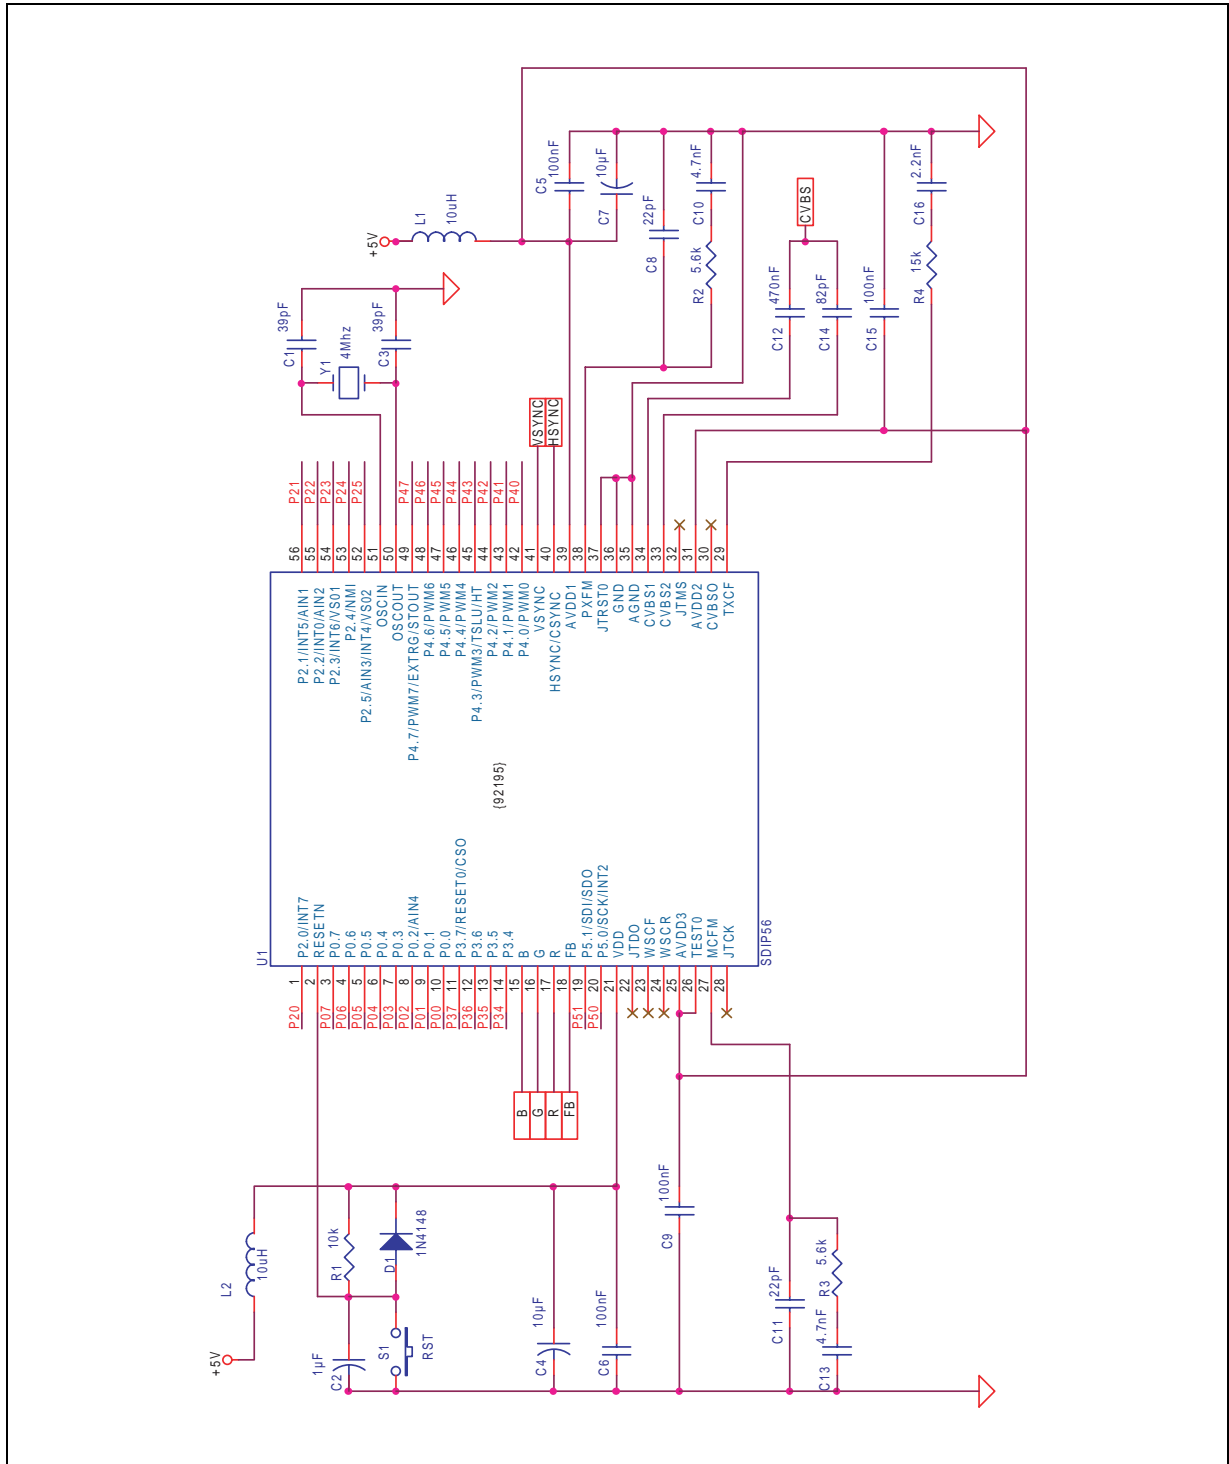 L1
10uH
+5V
C5
100nF
10µF
C7
22pF
C8
4.7nF
C10
5.6k
R2
CVBS
470nF
C12
82pF
C14
100nF
C15
2.2nF
C16
15k
R4
39pF
C1
Y1
4Mhz
39pF
C3
VSYNC
HSYNC
P21
P22
P23
P24
P25
P47
P46
P45
P44
P43
P42
P41
P40
56
55
54
53
52
51
50
49
48
47
46
45
44
43
42
41
40
39
38
37
36
35
34
33
32
31
30
29
P2.1/INT5/AIN1
P2.2/INT0/AIN2
P2.3/INT6/VS01
P2.4/NMI
P2.5/AIN3/INT4/VS02
OSCIN
OSCOUT
P4.7/PWM7/EXTRG/STOUT
P4.6/PWM6
P4.5/PWM5
P4.4/PWM4
P4.3/PWM3/TSLU/HT
P4.2/PWM2
P4.1/PWM1
P4.0/PWM0
VSYNC
HSYNC/CSYNC
AVDD1
PXFM
JTRST0
GND
AGND
CVBS1
CVBS2
JTMS
AVDD2
CVBSO
TXCF
{92195}
U1
SDIP56
P2.0/INT7
RESETN
P0.7
P0.6
P0.5
P0.4
P0.3
P0.2/AIN4
P0.1
P0.0
P3.7/RESET0/CSO
P3.6
P3.5
P3.4
B
G
R
FB
P5.1/SDI/SDO
P5.0/SCK/INT2
VDD
JTDO
WSCF
WSCR
AVDD3
TEST0
MCFM
JTCK
1
2
3
4
5
6
7
8
9
10
11
12
13
14
15
16
17
18
19
20
21
22
23
24
25
26
27
28
P20
P07
P06
P05
P04
P03
P02
P01
P00
P37
P36
P35
P34
P51
P50
B
G
R
FB
L2
10uH
+5V
R1
10k
D1
1N4148
1µF
C2
S1
RST
10µF
C4
100nF
C6
100nF
C9
22pF
C11
5.6k
R3
4.7nF
C13